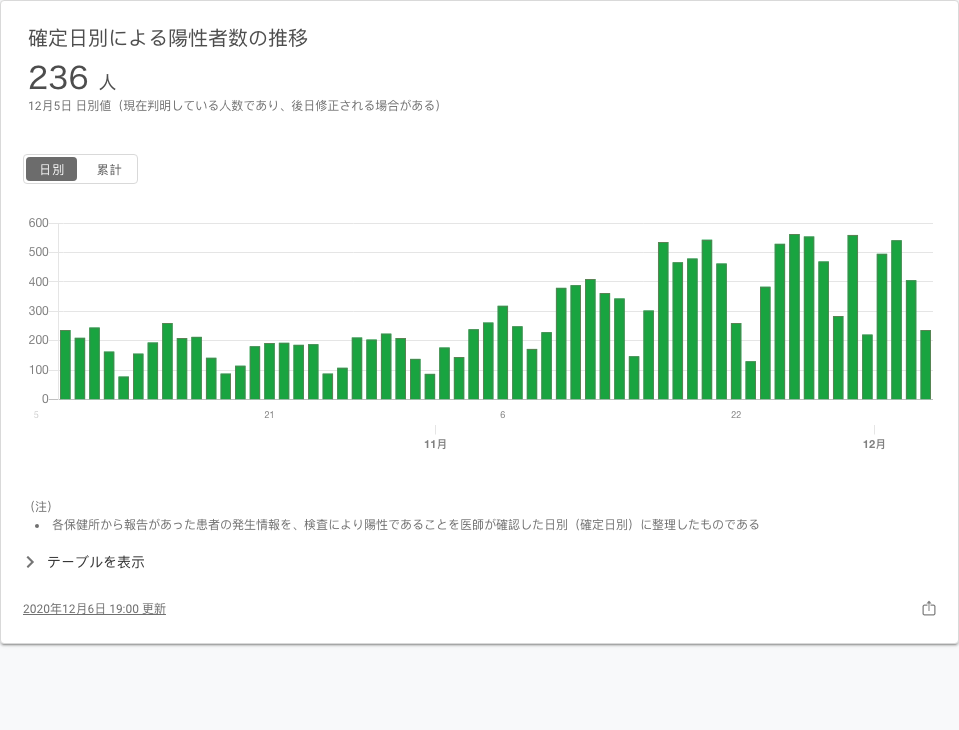 確定日別による陽性者数の推移
236 人
12月5日 日別値（現在判明している人数であり、後日修正される場合がある）
日別 累計
600
500
400
300
200
100
0
5 21 6 22
11月 12月
（注）
• 各保健所から報告があった患者の発生情報を、検査により陽性であることを医師が確認した日別（確定日別）に整理したものである
テーブルを表示
2020年12月6日 19:00 更新